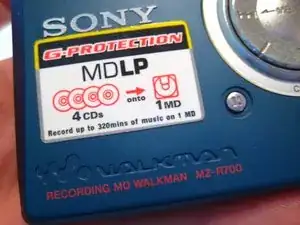 SONY
G-PROTECTION
MDLP
onto
4 CDs 1 MD
Record up to 320mins of music on 1 MD
WALKMAN
RECORDING MD WALKMAN MZ-R700